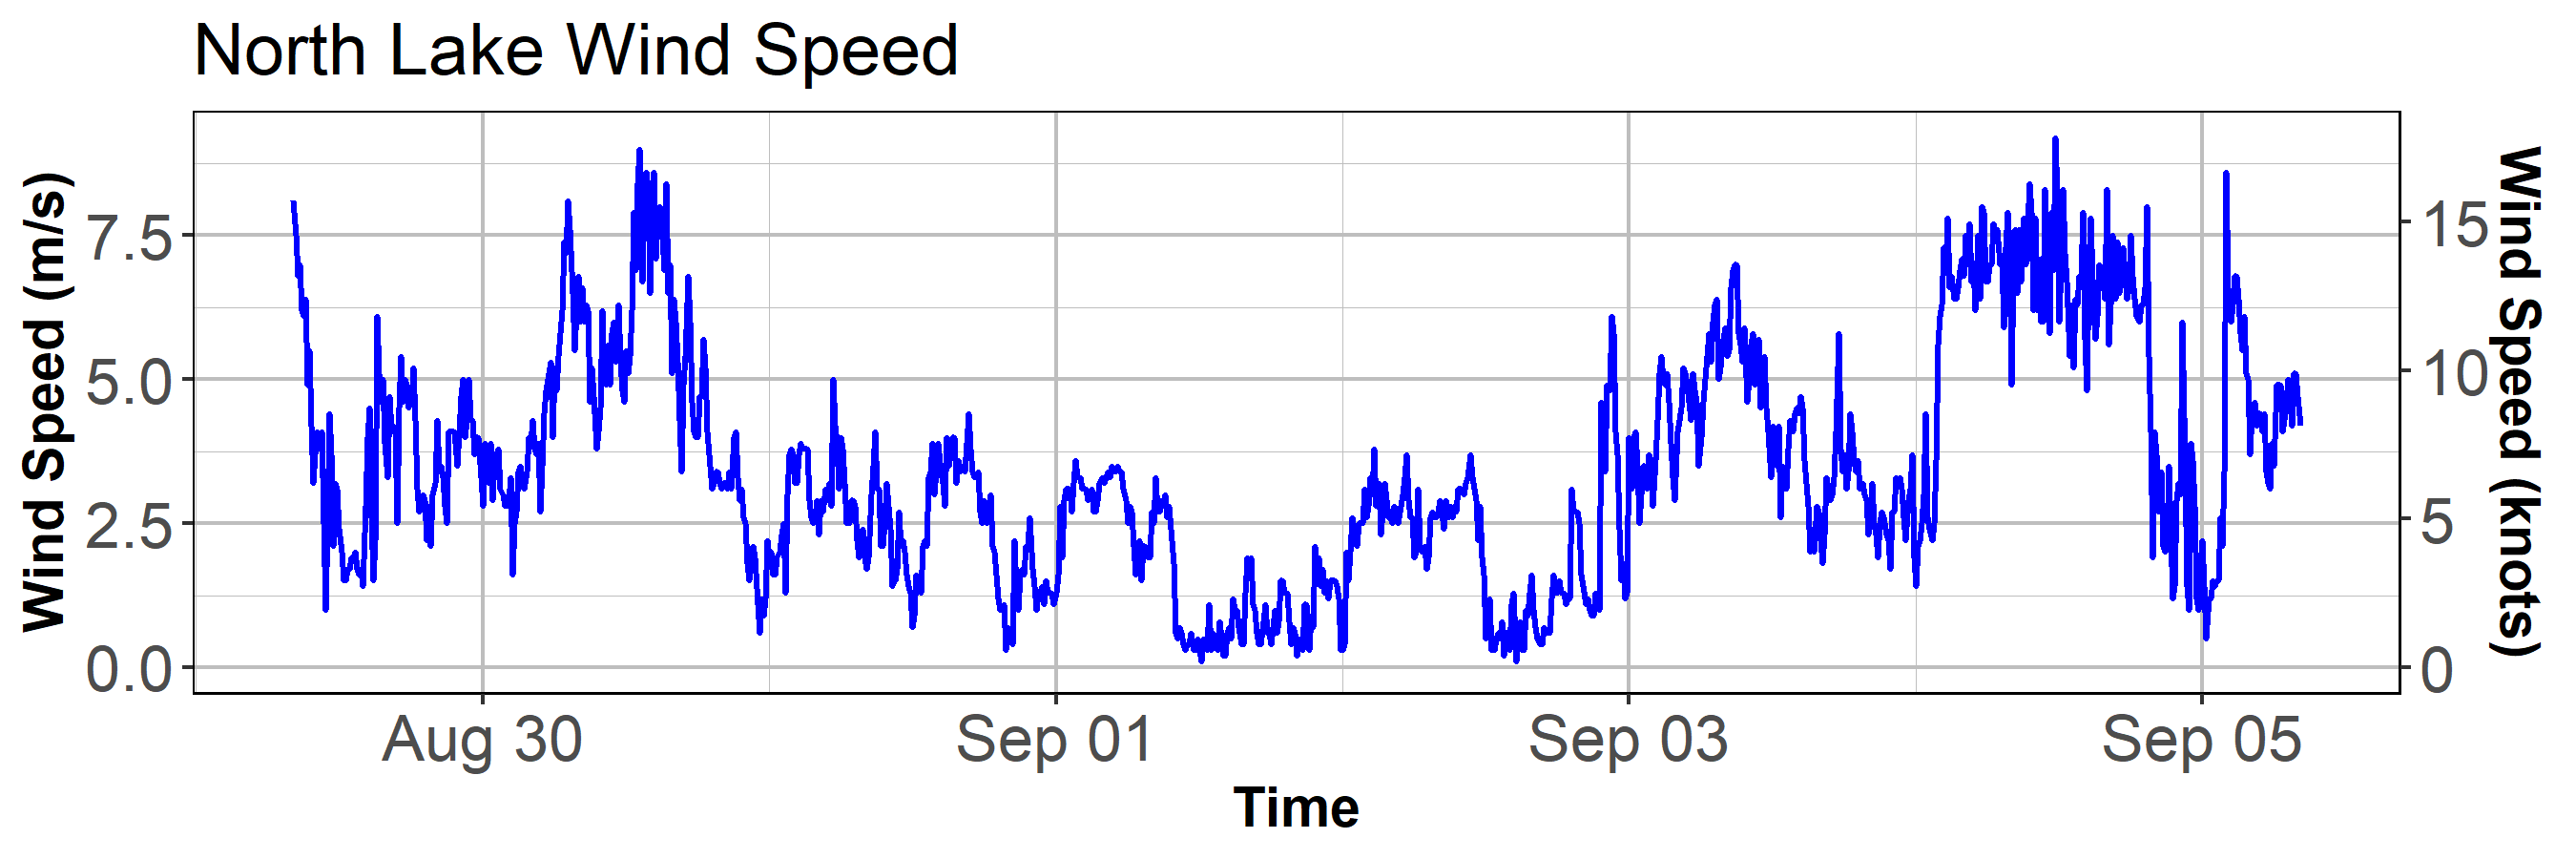 North Lake Wind Speed
Wind Speed (m/s)
7.5
5.0
2.5
0.0
15
10
5
0
Wind Speed (knots)
Aug 30
Sep 01
Sep 03
Sep 05
Time